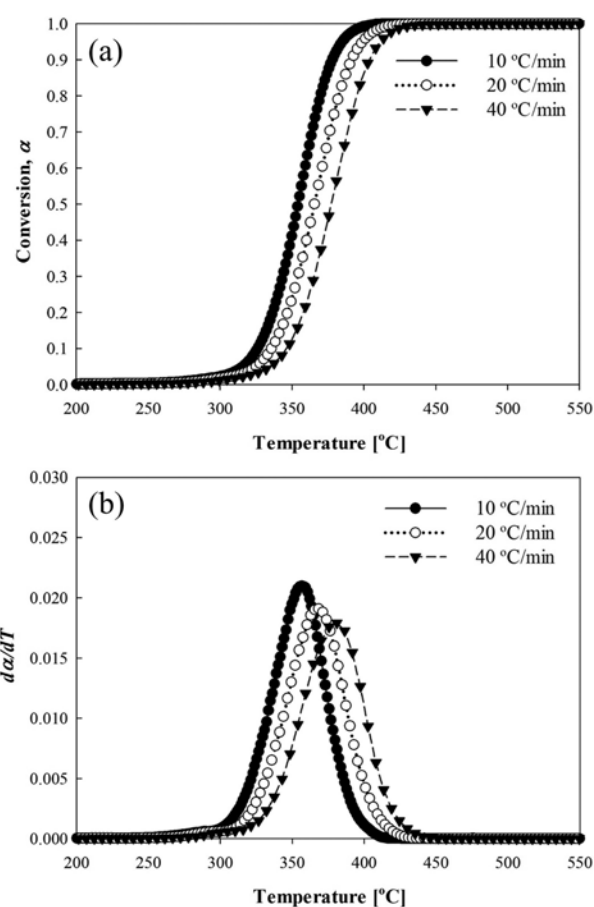 (a)
1.0
0.9
0.8
0.7
0.6
0.5
0.4
0.3
0.2
0.1
0.0
Conversion, α
10 ºC/min
20 ºC/min
40 ºC/min
200 250 300 350 400 450 500 550
Temperature [ºC]
(b)
0.030
0.025
0.020
0.015
0.010
0.005
0.000
dα/dT
10 ºC/min
20 ºC/min
40 ºC/min
200 250 300 350 400 450 500 550
Temperature [ºC]